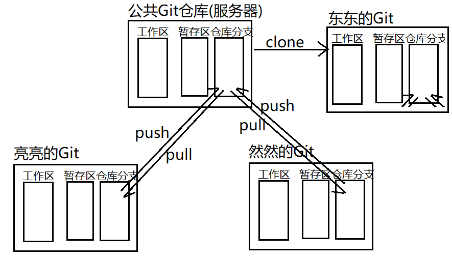 公共Git仓库(服务器)
工作区 暂存区 仓库分支
东东的Git
工作区 暂存区 仓库分支
clone
push
pull
push
pull
亮亮的Git
工作区 暂存区 仓库分支
然然的Git
工作区 暂存区 仓库分支